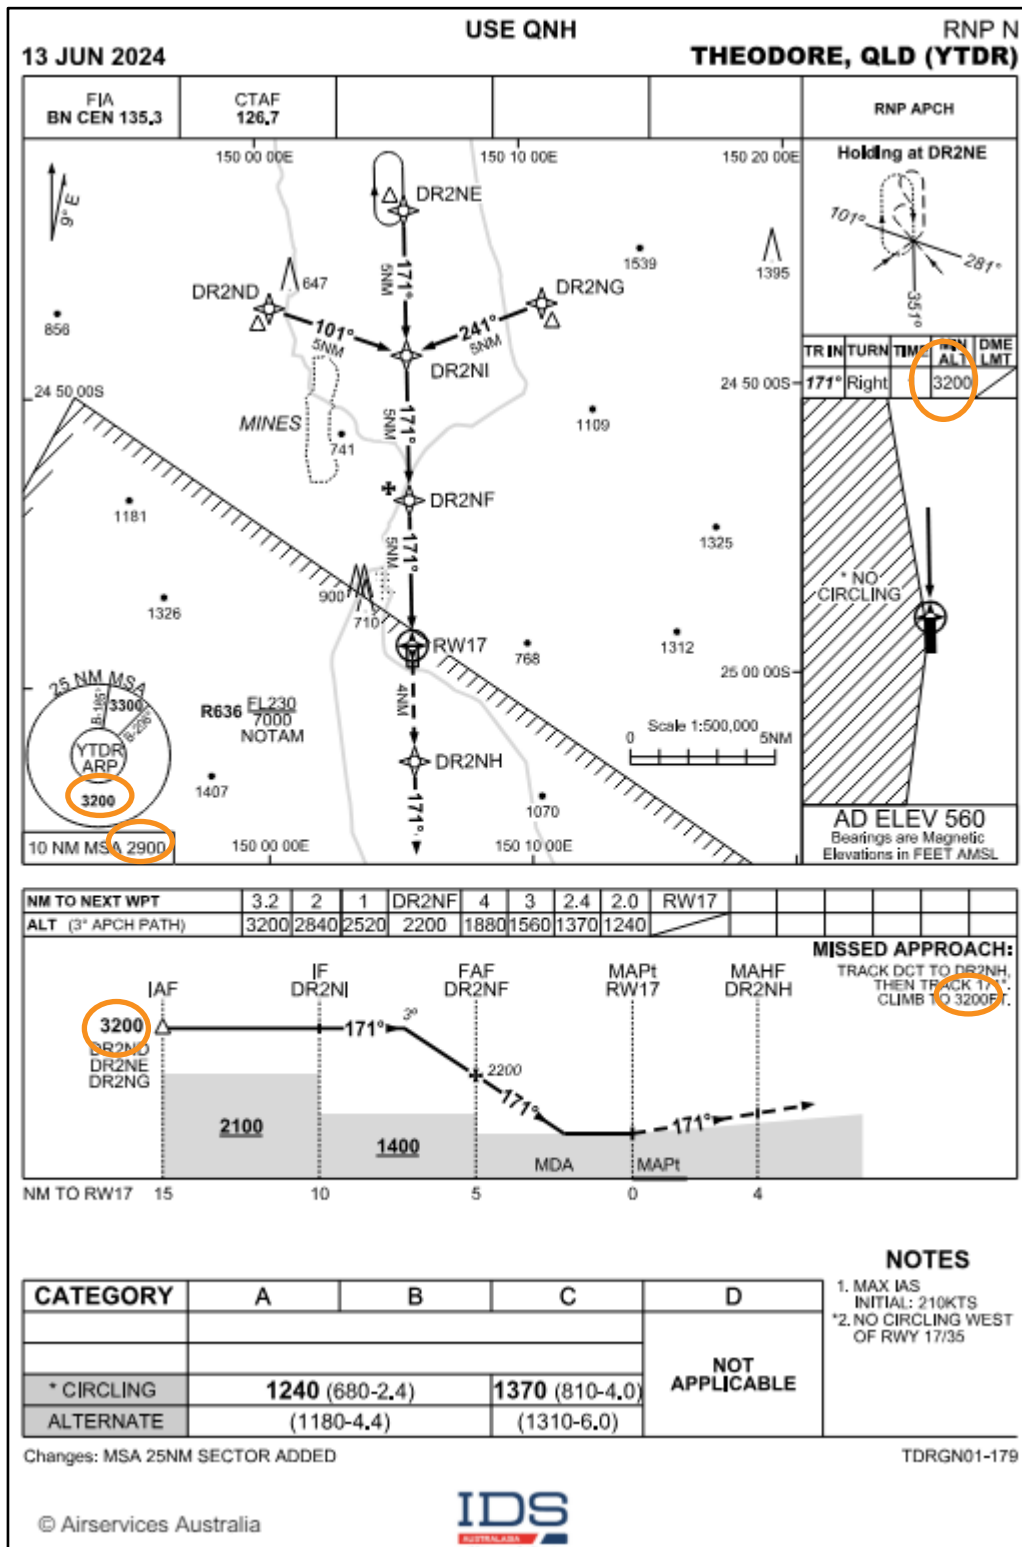 USE QNH
RNP N
13 JUN 2024
THEODORE, QLD (YTDR)
FIA
BN CEN 135.3
CTAF
126.7
RNP APCH
150 00 00E
150 10 00E
150 20 00E
9° E
DR2NE
171°
5NM
647
DR2ND
101°
5NM
DR2NG
241°
5NM
DR2NI
1539
1395
856
24 50 00S
24 50 00S
MINES
741
171°
5NM
1109
DR2NF
1181
1325
171°
5NM
900
710
1326
RW17
768
1312
25 00 00S
25 NM MSA
B-185°
3300
B-206°
YTDR
ARP
3200
10 NM MSA 2900
R636 FL230
7000
NOTAM
4NM
DR2NH
171°
1407
1070
Scale 1:500,000
0
5NM
150 00 00E
150 10 00E
Holding at DR2NE
101°
281°
351°
TR IN TURN TIME MIN ALT DME LMT
171° Right 3200
* NO
CIRCLING
AD ELEV 560
Bearings are Magnetic
Elevations in FEET AMSL
NM TO NEXT WPT 3.2 2 1 DR2NF 4 3 2.4 2.0 RW17
ALT (3° APCH PATH) 3200 2840 2520 2200 1880 1560 1370 1240
MISSED APPROACH:
TRACK DCT TO DR2NH,
THEN TRACK 171°.
CLIMB TO 3200FT.
IAF
IF
DR2NI
FAF
DR2NF
MAPt
RW17
MAHF
DR2NH
3200
DR2ND
DR2NE
DR2NG
171°
3°
2200
171°
171°
2100
1400
MDA
MAPt
NM TO RW17 15 10 5 0 4
NOTES
1. MAX IAS
INITIAL: 210KTS
*2. NO CIRCLING WEST
OF RWY 17/35
CATEGORY A B C D
NOT
APPLICABLE
* CIRCLING 1240 (680-2.4) 1370 (810-4.0)
ALTERNATE (1180-4.4) (1310-6.0)
Changes: MSA 25NM SECTOR ADDED
TDRGN01-179
© Airservices Australia
IDS
AUSTRALASIA